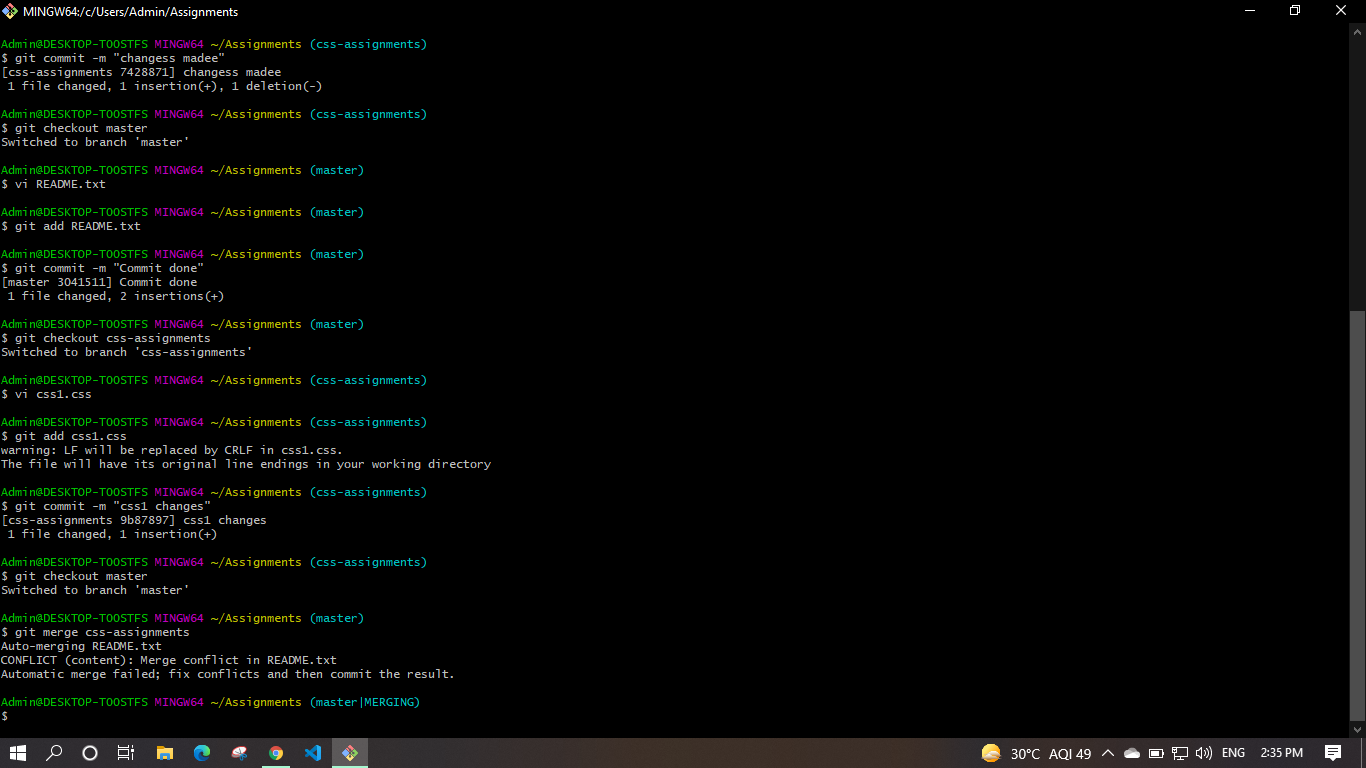 MINGW64:/c/Users/Admin/Assignments
Admin@DESKTOP-TOOSTFS MINGW64 ~/Assignments (css-assignments)
$ git commit -m "changess madee"
[css-assignments 7428871] changess madee
 1 file changed, 1 insertion(+), 1 deletion(-)
Admin@DESKTOP-TOOSTFS MINGW64 ~/Assignments (css-assignments)
$ git checkout master
Switched to branch 'master'
Admin@DESKTOP-TOOSTFS MINGW64 ~/Assignments (master)
$ vi README.txt
Admin@DESKTOP-TOOSTFS MINGW64 ~/Assignments (master)
$ git add README.txt
Admin@DESKTOP-TOOSTFS MINGW64 ~/Assignments (master)
$ git commit -m "Commit done"
[master 3041511] Commit done
 1 file changed, 2 insertions(+)
Admin@DESKTOP-TOOSTFS MINGW64 ~/Assignments (master)
$ git checkout css-assignments
Switched to branch 'css-assignments'
Admin@DESKTOP-TOOSTFS MINGW64 ~/Assignments (css-assignments)
$ vi css1.css
Admin@DESKTOP-TOOSTFS MINGW64 ~/Assignments (css-assignments)
$ git add css1.css
warning: LF will be replaced by CRLF in css1.css.
The file will have its original line endings in your working directory
Admin@DESKTOP-TOOSTFS MINGW64 ~/Assignments (css-assignments)
$ git commit -m "css1 changes"
[css-assignments 9b87897] css1 changes
 1 file changed, 1 insertion(+)
Admin@DESKTOP-TOOSTFS MINGW64 ~/Assignments (css-assignments)
$ git checkout master
Switched to branch 'master'
Admin@DESKTOP-TOOSTFS MINGW64 ~/Assignments (master)
$ git merge css-assignments
Auto-merging README.txt
CONFLICT (content): Merge conflict in README.txt
Automatic merge failed; fix conflicts and then commit the result.
Admin@DESKTOP-TOOSTFS MINGW64 ~/Assignments (master|MERGING)
$
30°C AQI 49 ENG 2:35 PM